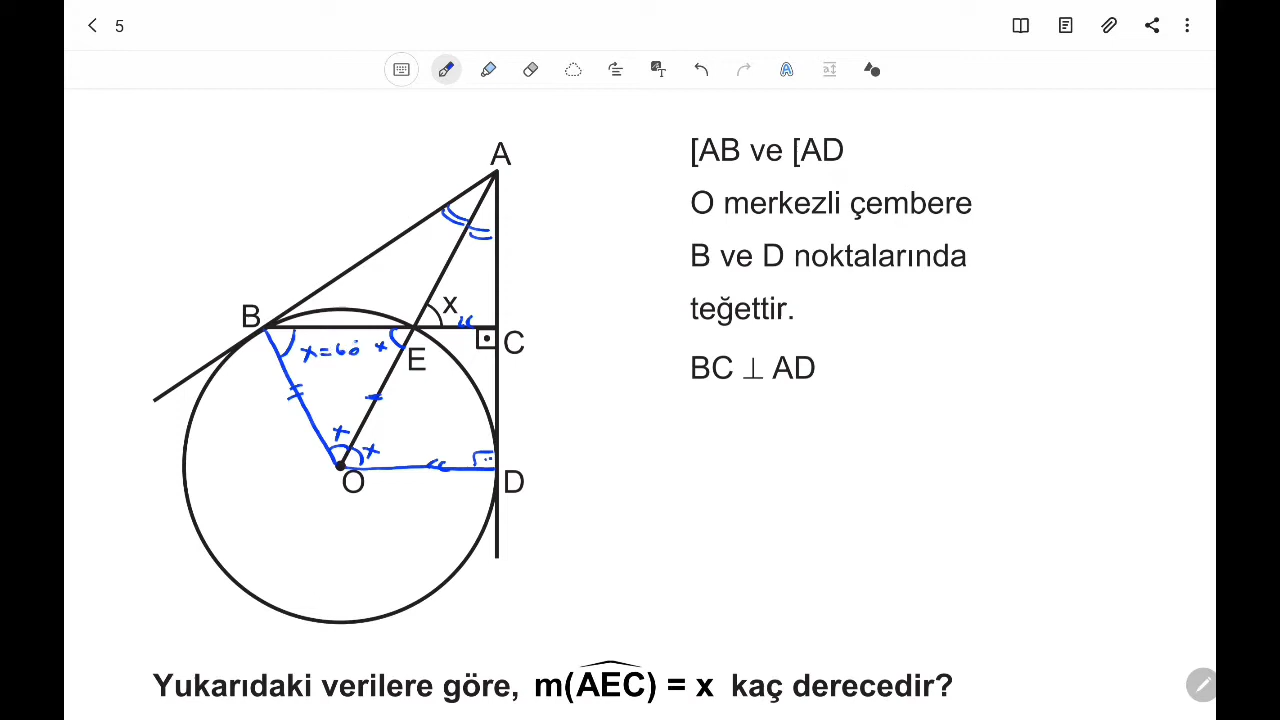 5
A
[AB ve [AD
O merkezli çembere
B ve D noktalarında
teğettir.
BC ⊥ AD
B
x
C
x = 60°
x
E
x
x
O
D
Yukarıdaki verilere göre, m(AEC) = x kaç derecedir?